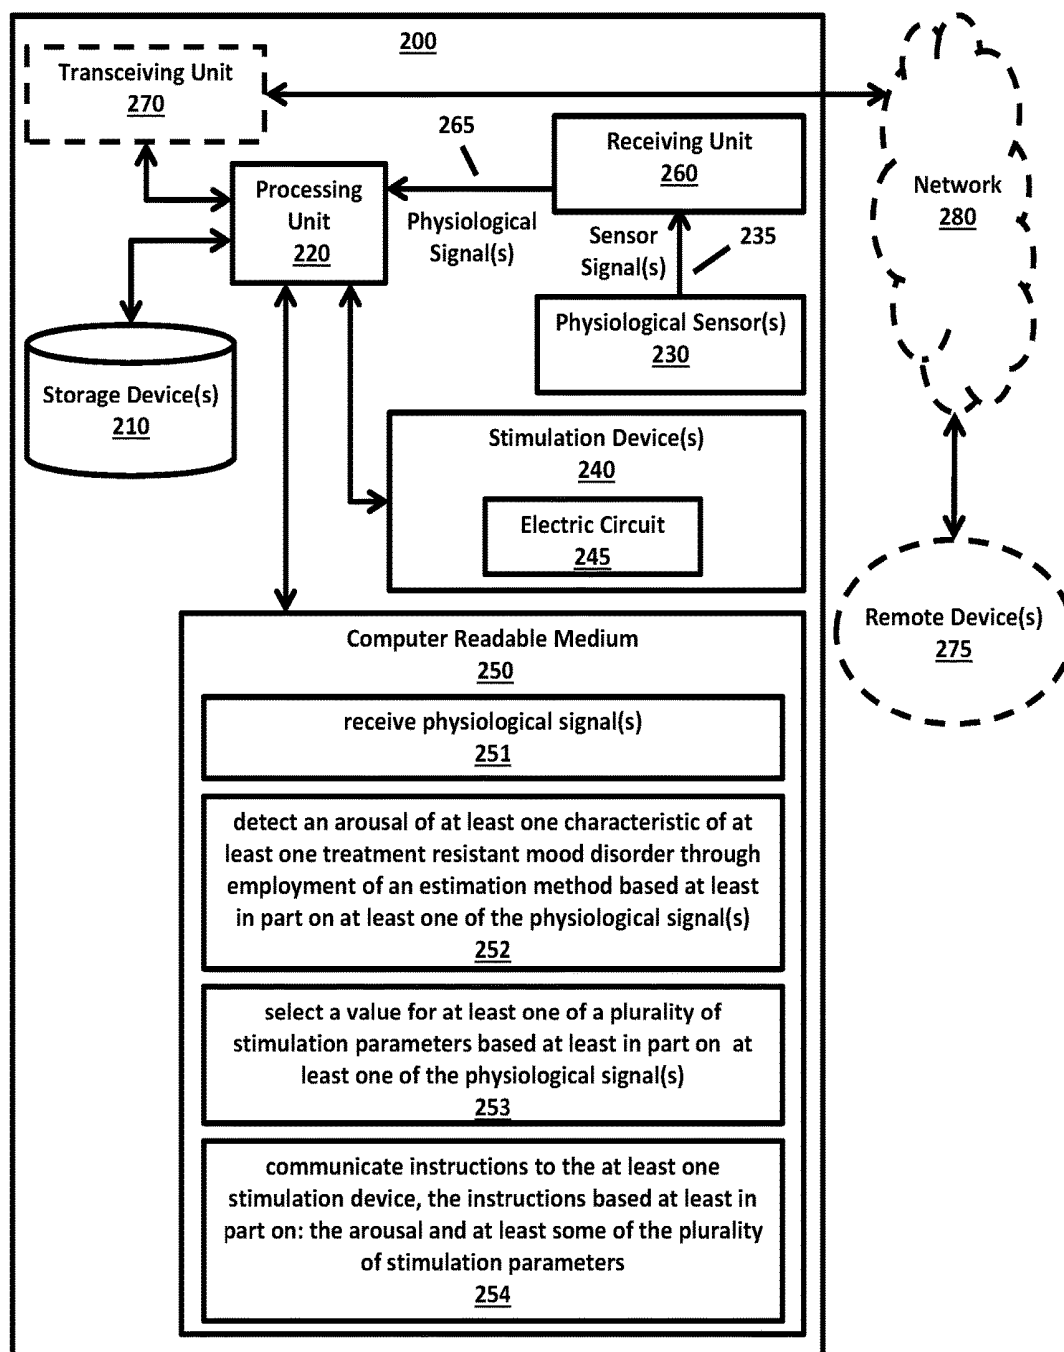 200
Transceiving Unit
270
265
Receiving Unit
260
Processing
Unit
220
Physiological
Signal(s)
Sensor
Signal(s)
235
Network
280
Physiological Sensor(s)
230
Storage Device(s)
210
Stimulation Device(s)
240
Electric Circuit
245
Remote Device(s)
275
Computer Readable Medium
250
receive physiological signal(s)
251
detect an arousal of at least one characteristic of at
least one treatment resistant mood disorder through
employment of an estimation method based at least
in part on at least one of the physiological signal(s)
252
select a value for at least one of a plurality of
stimulation parameters based at least in part on at
least one of the physiological signal(s)
253
communicate instructions to the at least one
stimulation device, the instructions based at least in
part on: the arousal and at least some of the plurality
of stimulation parameters
254